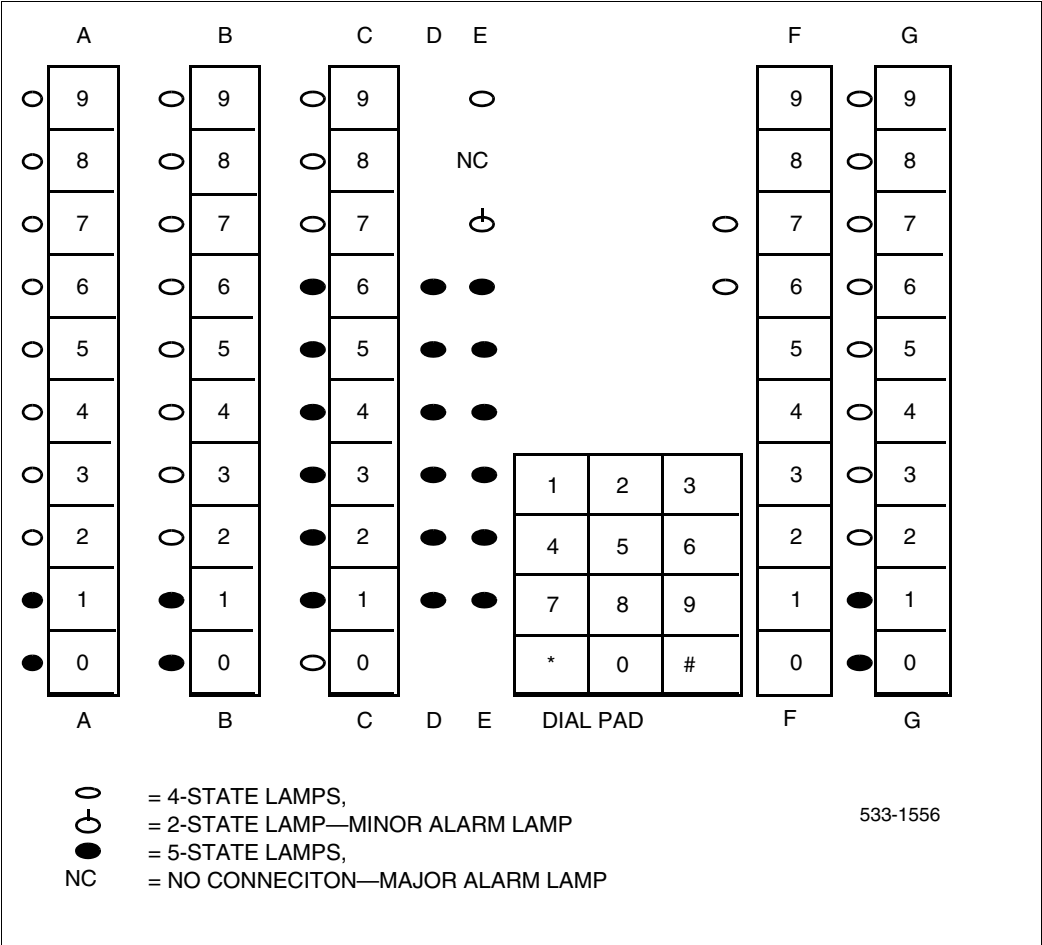 A B C D E F G
9 9 9 9 9
8 8 8 NC 8 8
7 7 7 7 7
6 6 6 6 6
5 5 5 5 5
4 4 4 4 4
3 3 3 1 2 3 3 3
2 2 2 4 5 6 2 2
1 1 1 7 8 9 1 1
0 0 0 * 0 # 0 0
A B C D E DIAL PAD F G
= 4-STATE LAMPS,
= 2-STATE LAMP—MINOR ALARM LAMP 533-1556
= 5-STATE LAMPS,
NC = NO CONNECITON—MAJOR ALARM LAMP